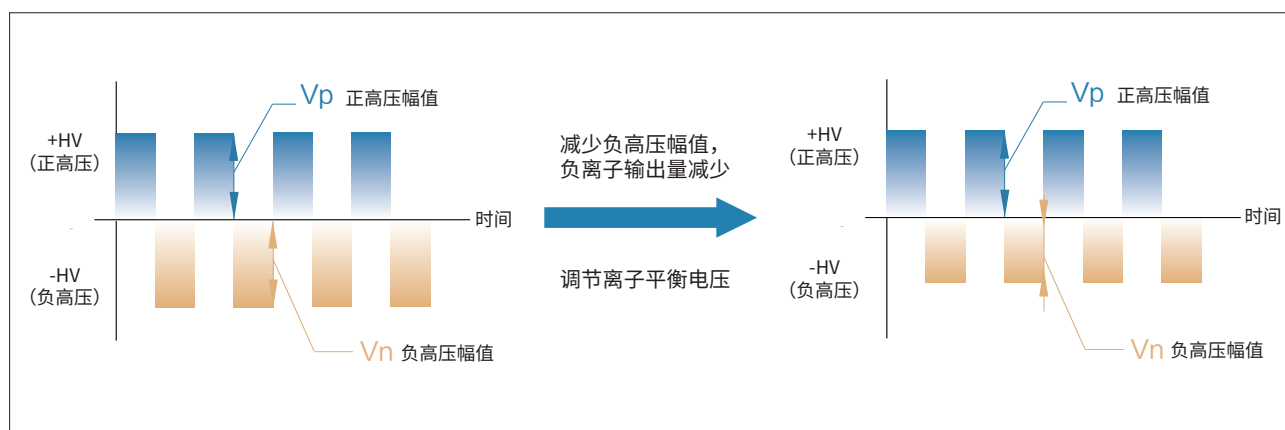 Vp 正高压幅值
+HV
（正高压）
时间
-HV
（负高压）
Vn 负高压幅值
减少负高压幅值，
负离子输出量减少
调节离子平衡电压
Vp 正高压幅值
+HV
（正高压）
时间
-HV
（负高压）
Vn 负高压幅值